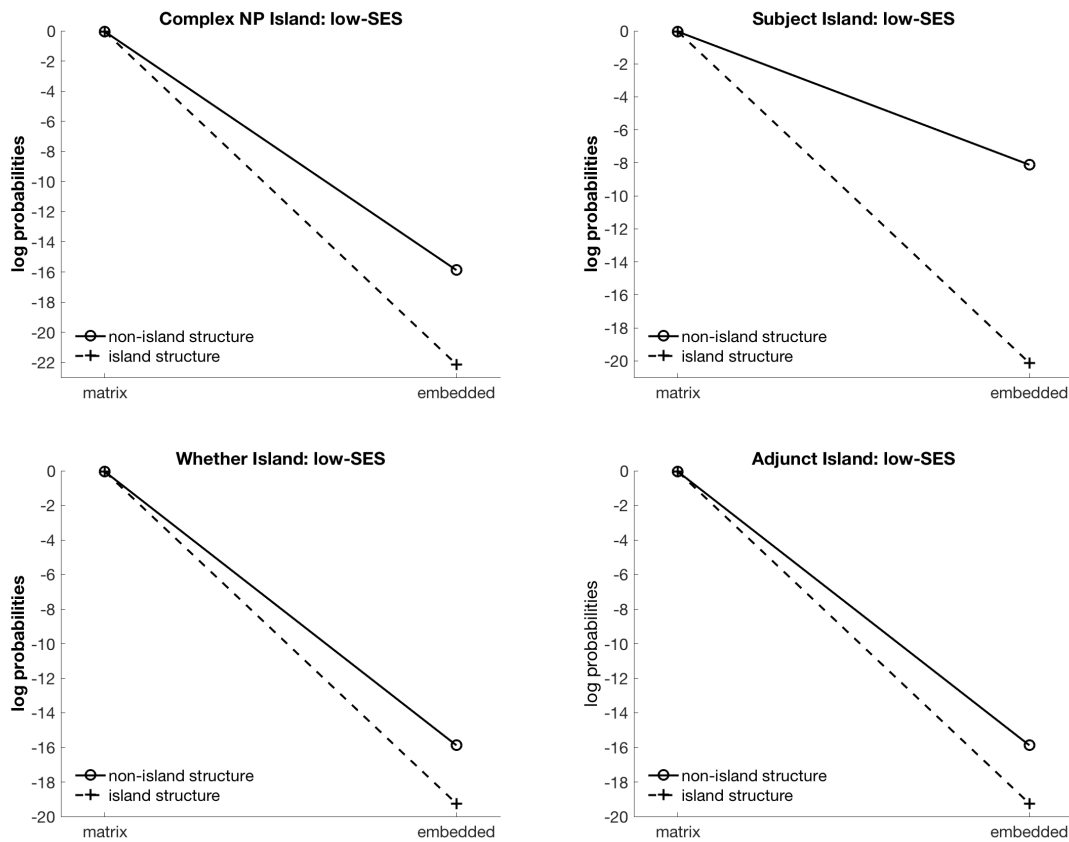 Complex NP Island: low-SES
0
-2
-4
-6
-8
-10
-12
-14
-16
-18
-20
-22
log probabilities
non-island structure
island structure
matrix embedded
Subject Island: low-SES
0
-2
-4
-6
-8
-10
-12
-14
-16
-18
-20
log probabilities
non-island structure
island structure
matrix embedded
Whether Island: low-SES
0
-2
-4
-6
-8
-10
-12
-14
-16
-18
-20
log probabilities
non-island structure
island structure
matrix embedded
Adjunct Island: low-SES
0
-2
-4
-6
-8
-10
-12
-14
-16
-18
-20
log probabilities
non-island structure
island structure
matrix embedded